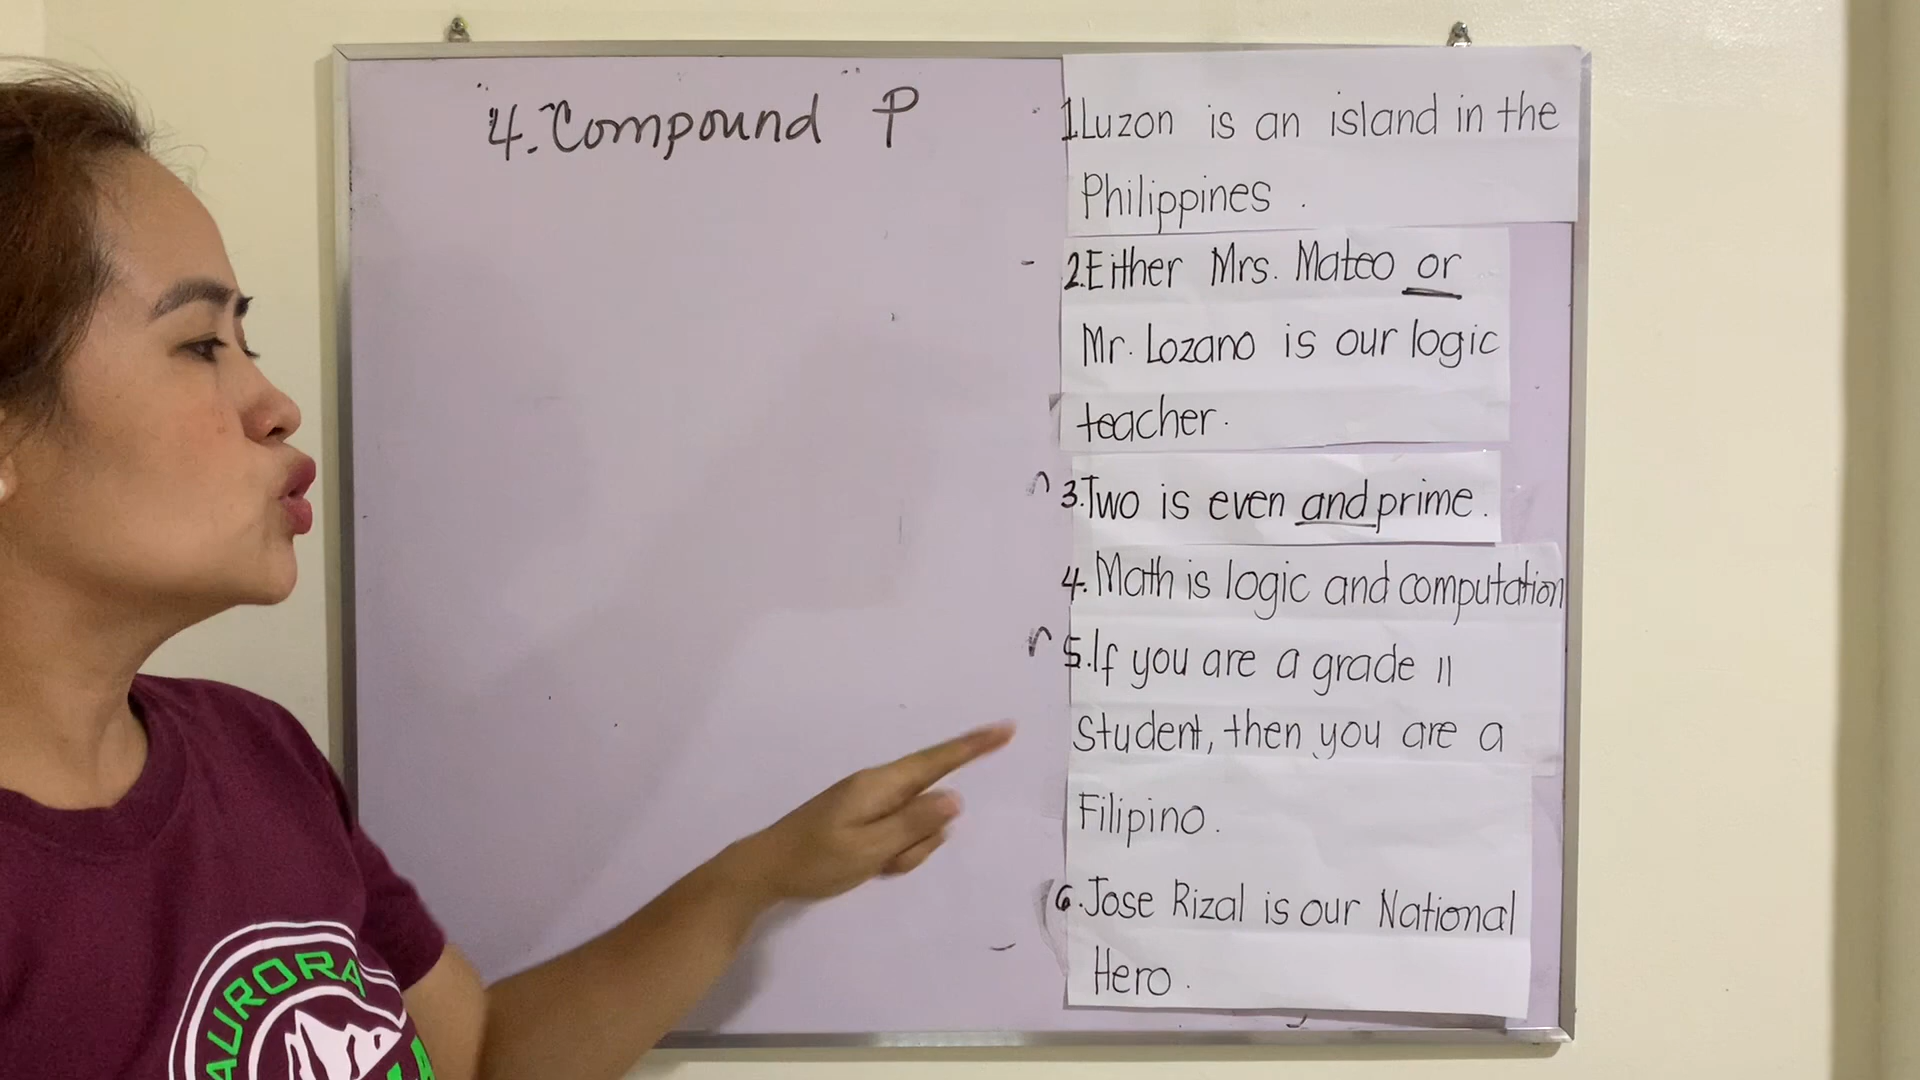 4. Compound P
1. Luzon is an island in the
Philippines.
2. Either Mrs. Mateo or
Mr. Lozano is our logic
teacher.
3. Two is even and prime.
4. Math is logic and computation
5. If you are a grade 11
Student, then you are a
Filipino.
6. Jose Rizal is our National
Hero.
AURORA